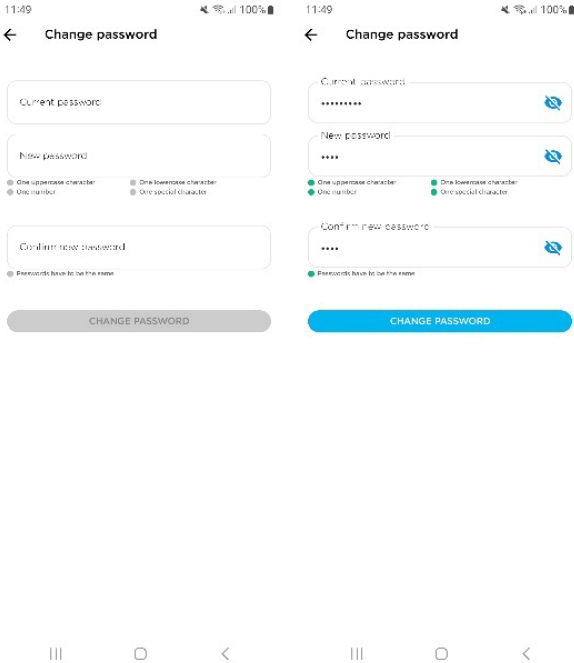 11:49
100%
Change password
Current password
New password
One uppercase character
One lowercase character
One number
One special character
Confirm new password
Passwords have to be the same
CHANGE PASSWORD
11:49
100%
Change password
Current password
•••••••••
New password
••••
One uppercase character
One lowercase character
One number
One special character
Confirm new password
••••
Passwords have to be the same
CHANGE PASSWORD